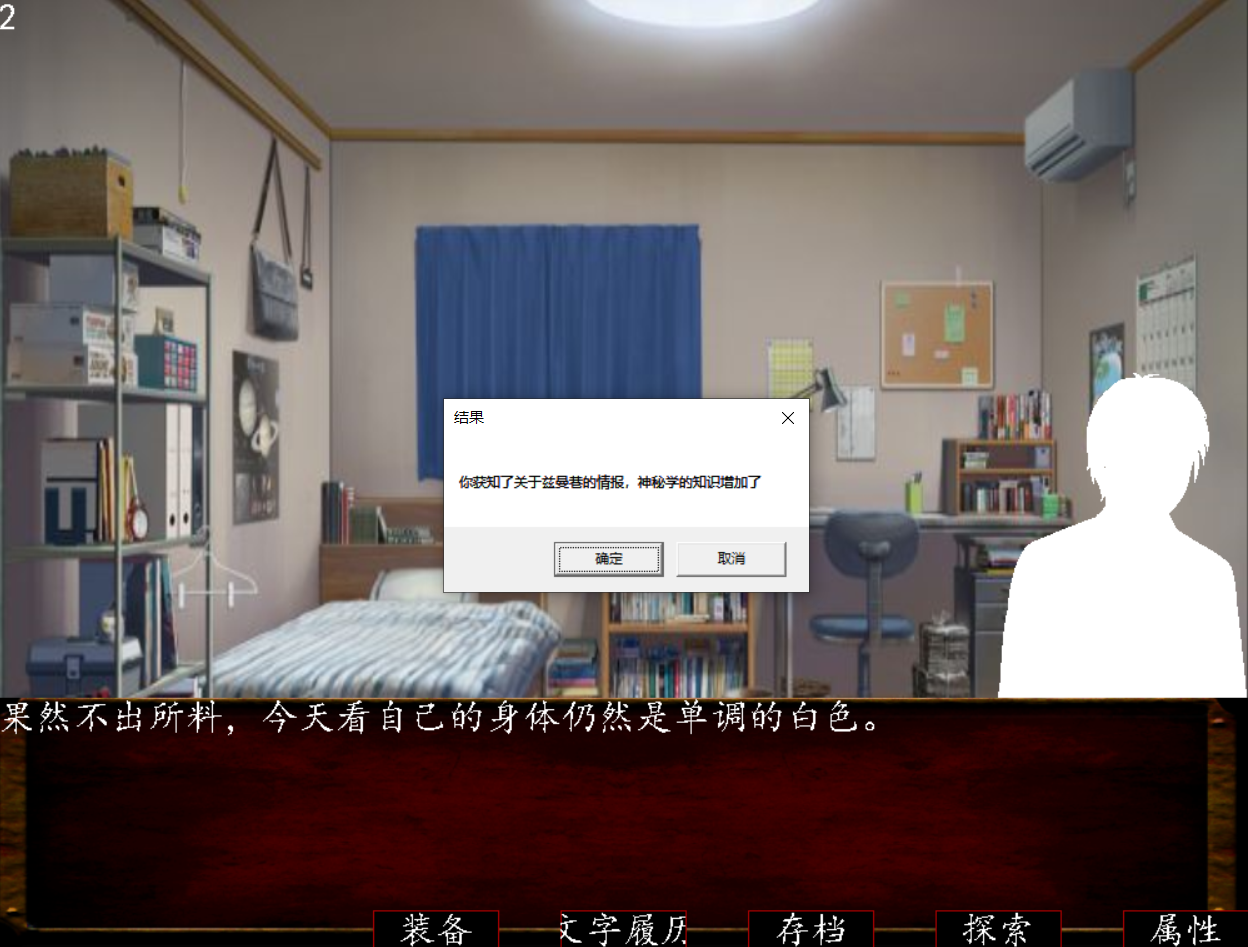 2
结果
你获知了关于兹曼巷的情报，神秘学的知识增加了
确定
取消
果然不出所料，今天看自己的身体仍然是单调的白色。
装备
文字履历
存档
探索
属性